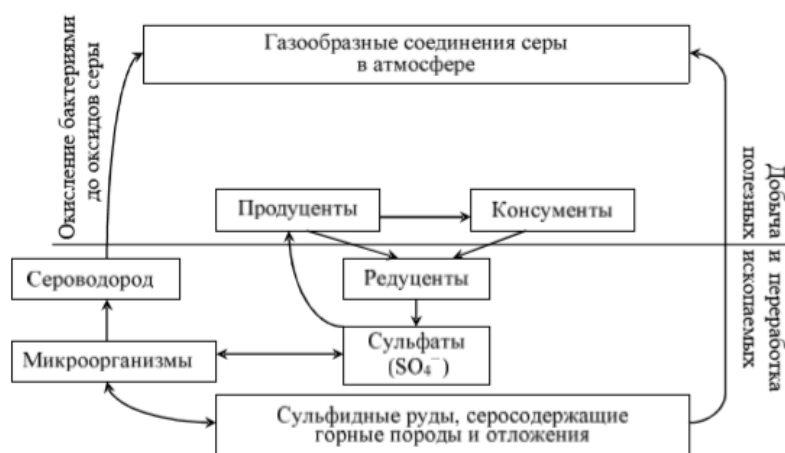 Газообразные соединения серы
в атмосфере
Окисление бактериями
до оксидов серы
Продуценты
Консументы
Добыча и переработка
полезных ископаемых
Сероводород
Редуценты
Микроорганизмы
Сульфаты
(SO₄⁻)
Сульфидные руды, серосодержащие
горные породы и отложения